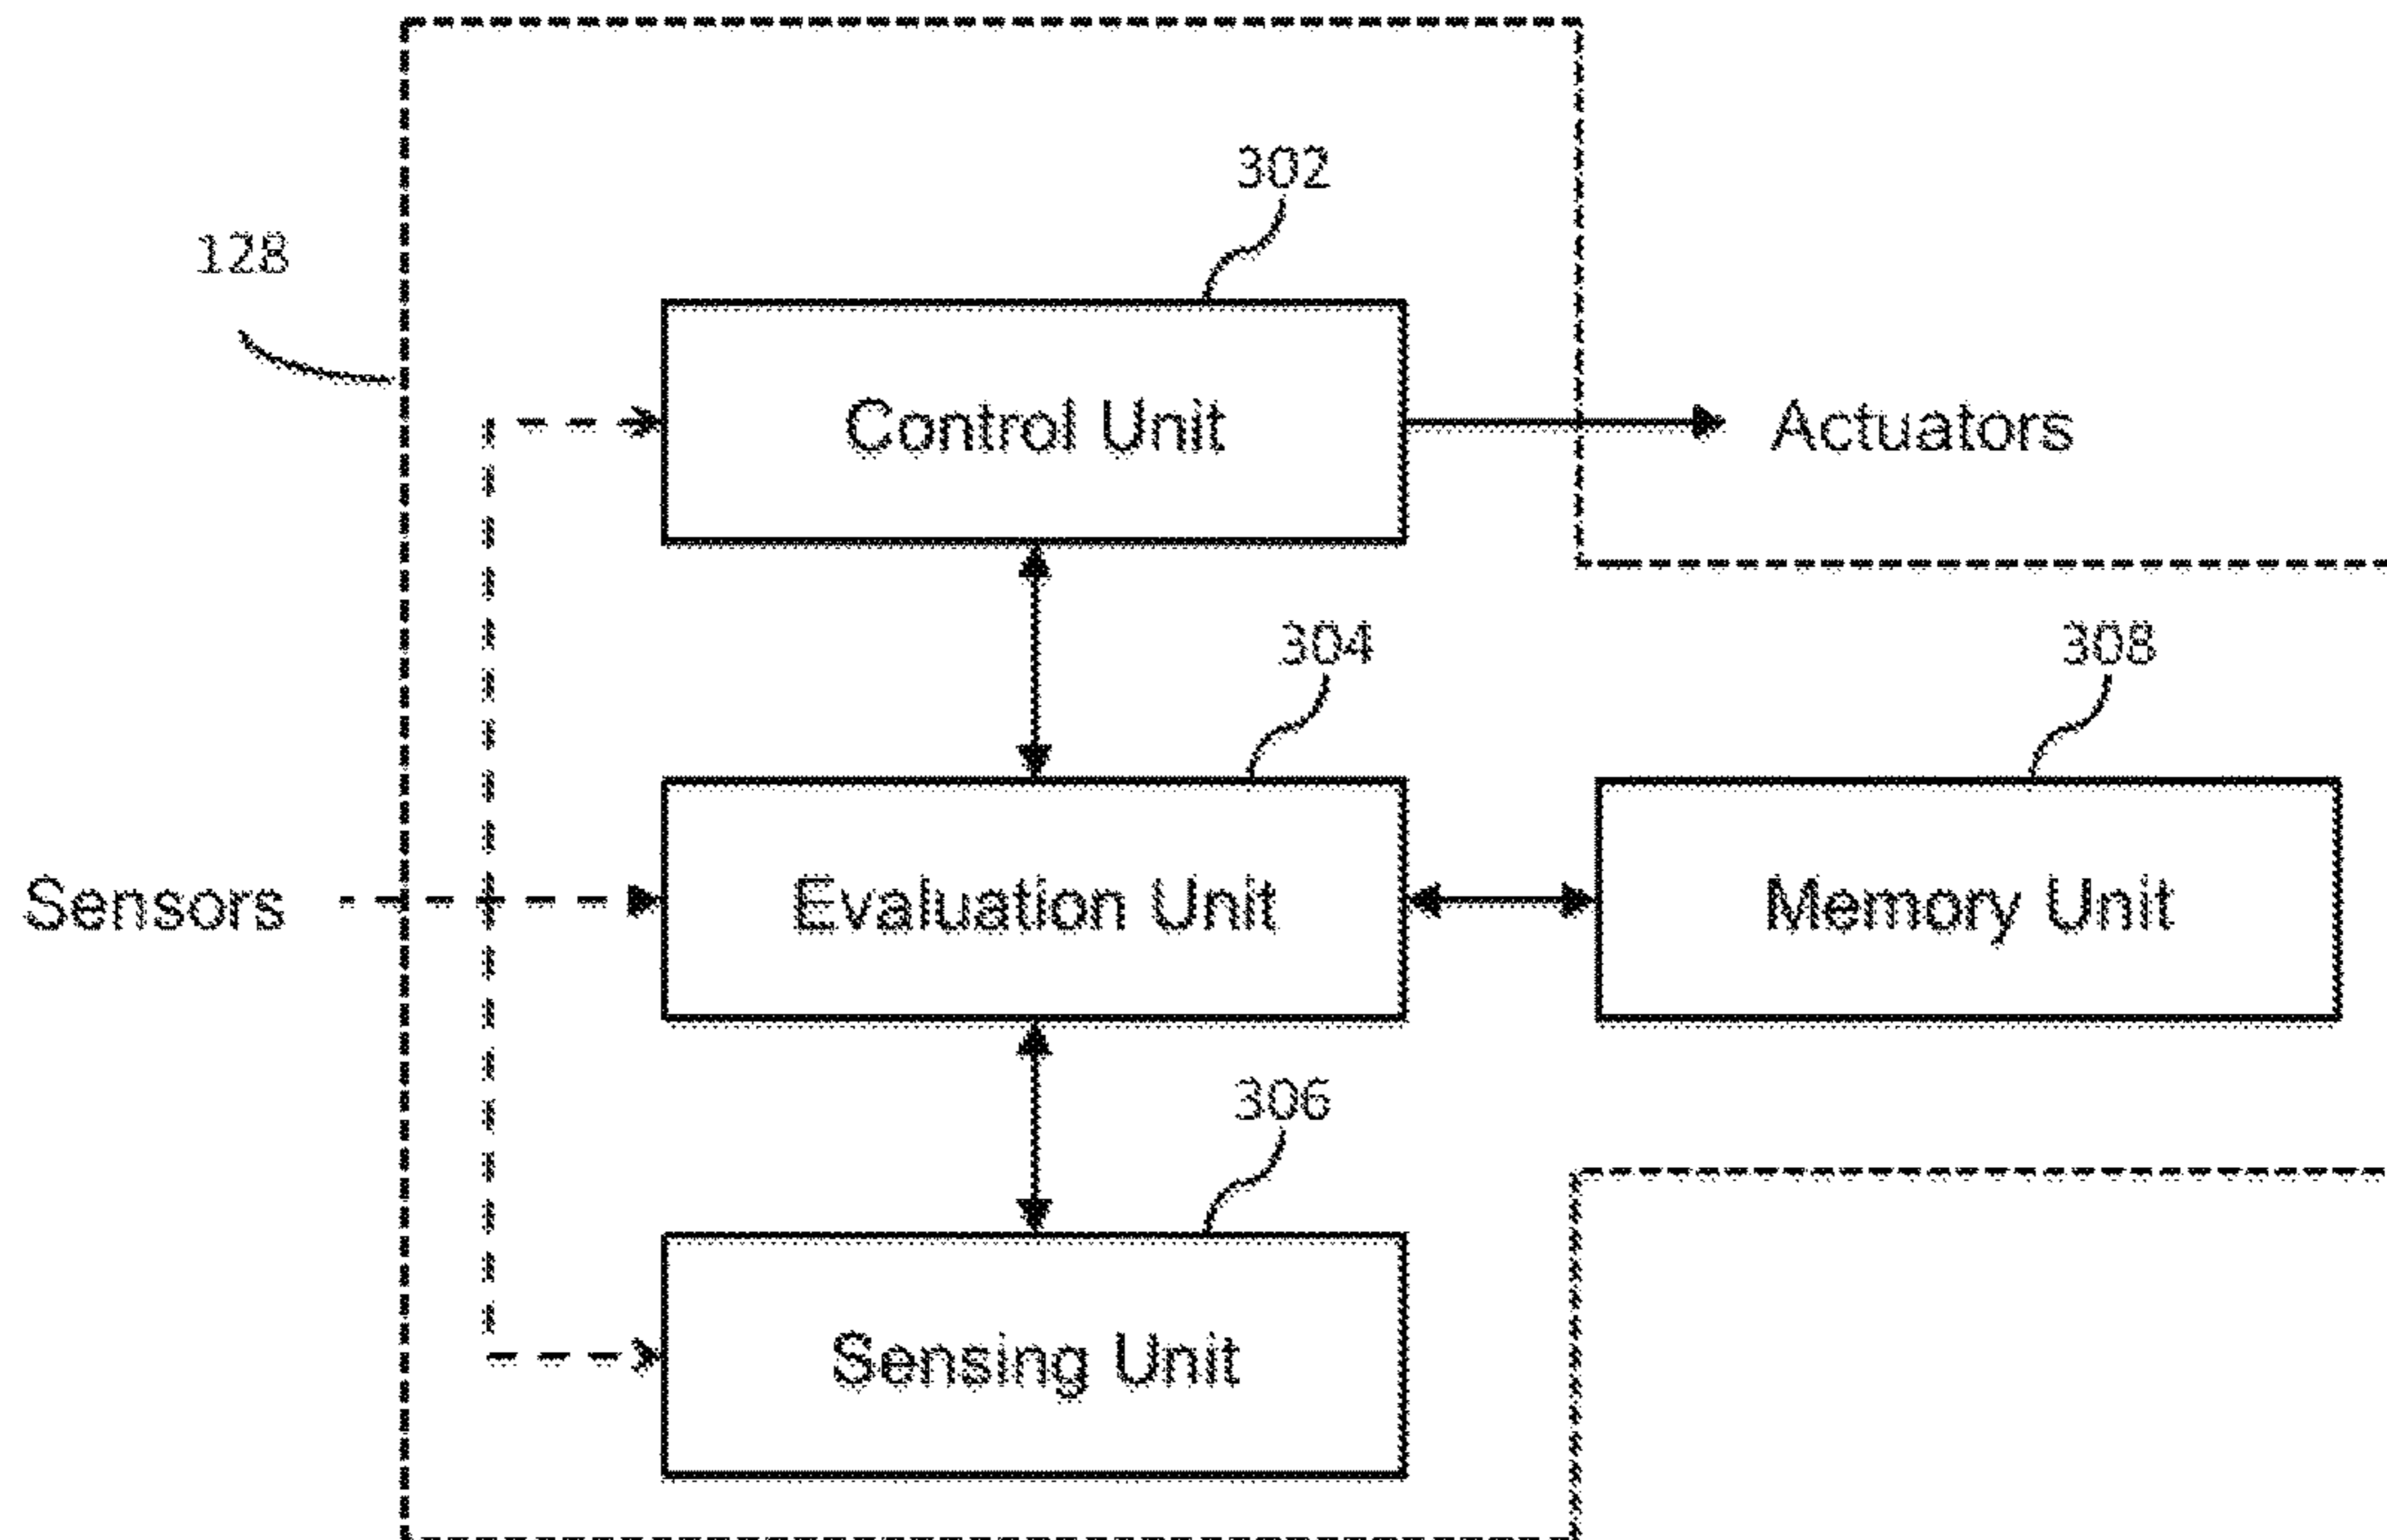 302
128
Control Unit
Actuators
304
308
Sensors
Evaluation Unit
Memory Unit
306
Sensing Unit